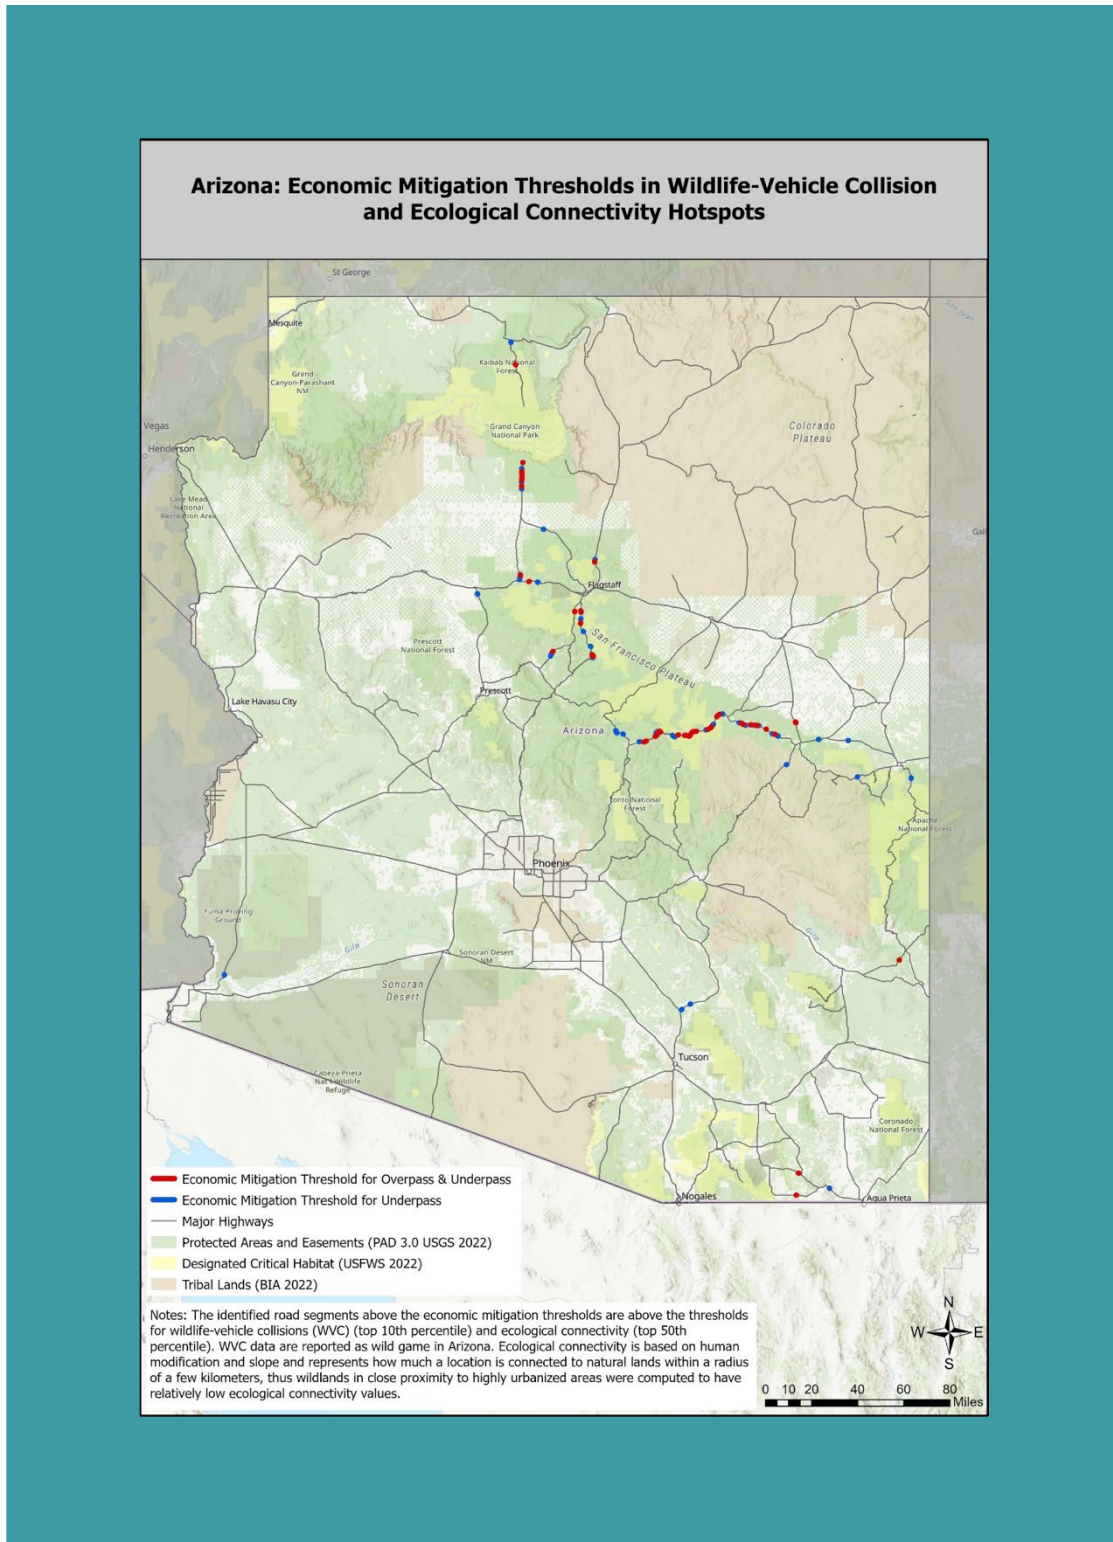 Arizona: Economic Mitigation Thresholds in Wildlife-Vehicle Collision
and Ecological Connectivity Hotspots
St George
San Juan
Mesquite
Kaibab National
Forest
Grand
Canyon-Parashant
NM
Grand Canyon
National Park
Colorado
Plateau
Vegas
Henderson
Lake Mead
National
Recreation Area
Gall
Flagstaff
San Francisco Plateau
Prescott
National Forest
Prescott
Lake Havasu City
Arizona
Tonto National
Forest
Apache
National Forest
Phoenix
Yuma Proving
Ground
Gila
Gila
Sonoran Desert
NM
Sonoran
Desert
Tucson
Cabeza Prieta
Nat'l Wildlife
Refuge
Coronado
National Forest
Nogales
Agua Prieta
Economic Mitigation Threshold for Overpass & Underpass
Economic Mitigation Threshold for Underpass
Major Highways
Protected Areas and Easements (PAD 3.0 USGS 2022)
Designated Critical Habitat (USFWS 2022)
Tribal Lands (BIA 2022)
Notes: The identified road segments above the economic mitigation thresholds are above the thresholds
for wildlife-vehicle collisions (WVC) (top 10th percentile) and ecological connectivity (top 50th
percentile). WVC data are reported as wild game in Arizona. Ecological connectivity is based on human
modification and slope and represents how much a location is connected to natural lands within a radius
of a few kilometers, thus wildlands in close proximity to highly urbanized areas were computed to have
relatively low ecological connectivity values.
N
W E
S
0 10 20 40 60 80
Miles